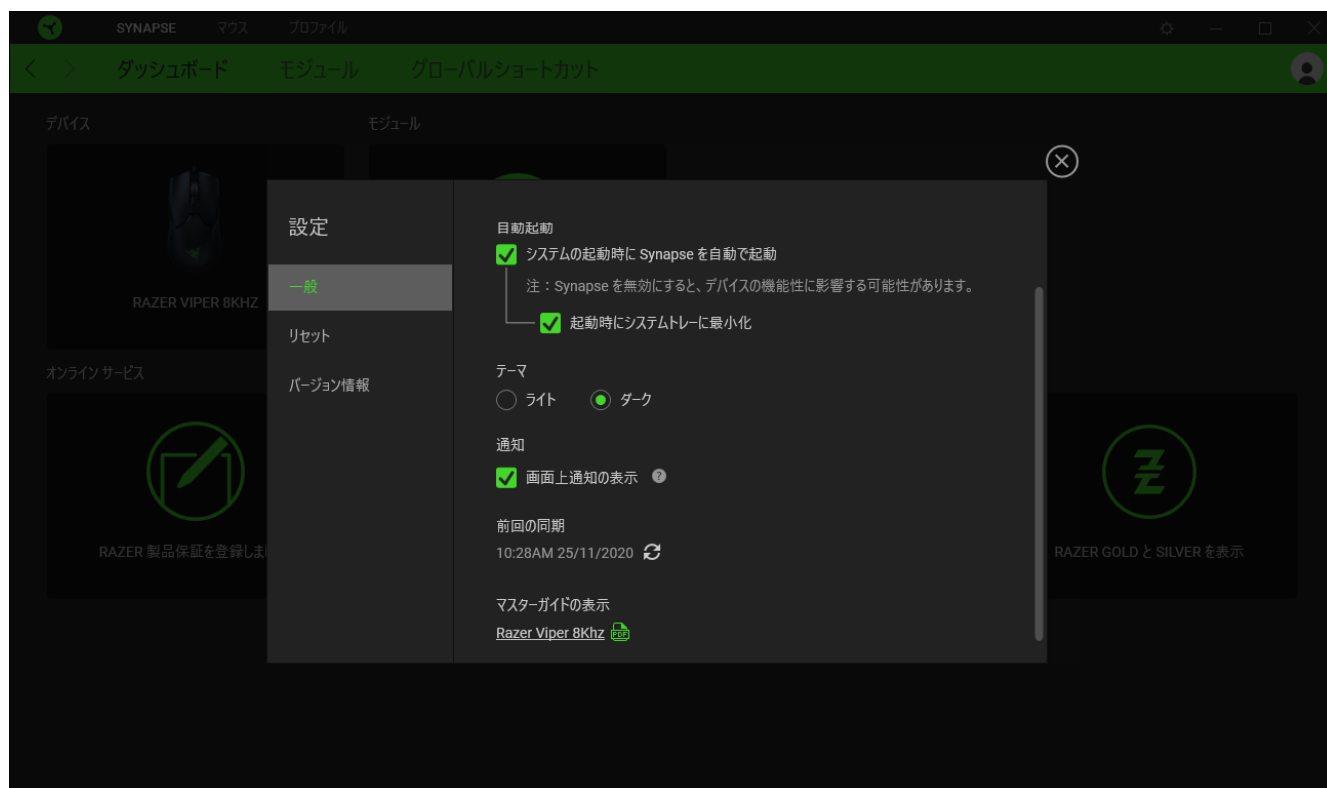 SYNAPSE マウス プロファイル
ダッシュボード モジュール グローバルショートカット
デバイス モジュール
RAZER VIPER 8KHZ
オンライン サービス
RAZER 製品保証を登録しま
RAZER GOLD と SILVER を表示
設定
一般
リセット
バージョン情報
自動起動
システムの起動時に Synapse を自動で起動
注:Synapse を無効にすると、デバイスの機能性に影響する可能性があります。
起動時にシステムトレーに最小化
テーマ
ライト ダーク
通知
画面上通知の表示 ?
前回の同期
10:28AM 25/11/2020
マスターガイドの表示
Razer Viper 8Khz PDF